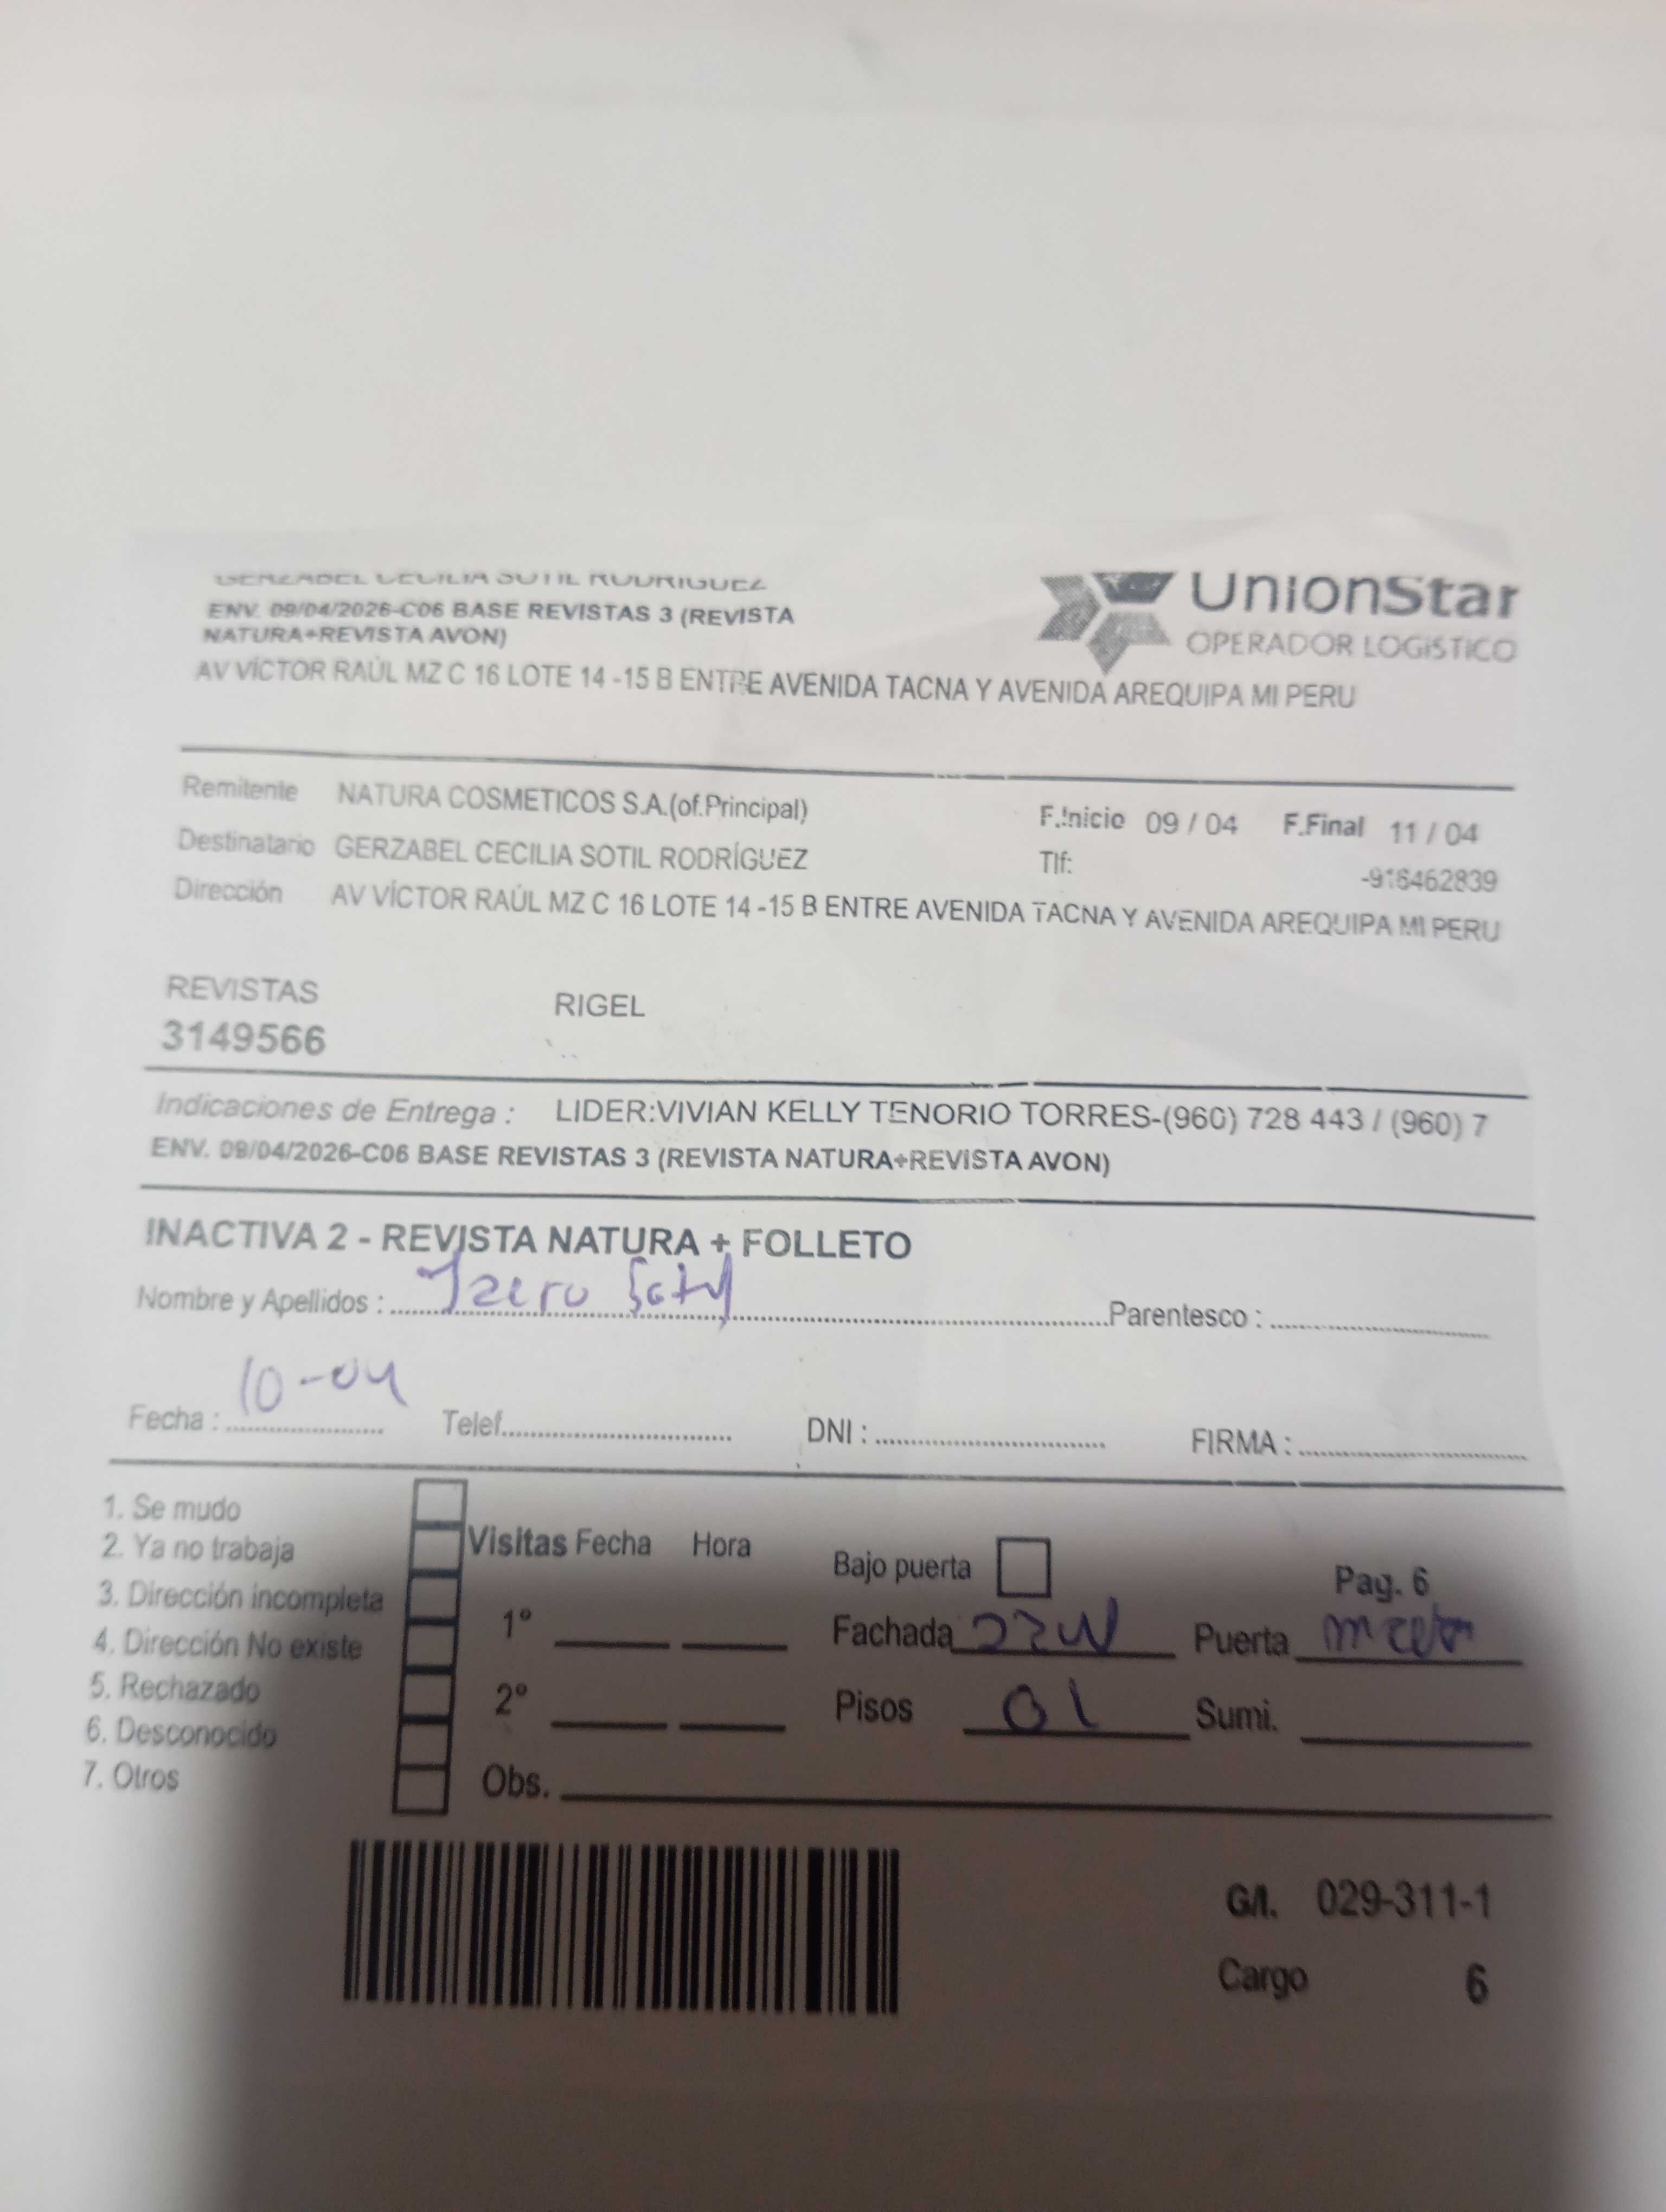 GERZABEL CECILIA SOTIL RODRIGUEZ
ENV. 09/04/2026-C06 BASE REVISTAS 3 (REVISTA
NATURA+REVISTA AVON)
UnionStar
OPERADOR LOGÍSTICO
AV VÍCTOR RAÚL MZ C 16 LOTE 14 -15 B ENTRE AVENIDA TACNA Y AVENIDA AREQUIPA MI PERU
Remitente NATURA COSMETICOS S.A.(of.Principal) F.Inicio 09 / 04 F.Final 11 / 04
Destinatario GERZABEL CECILIA SOTIL RODRÍGUEZ Tlf: -916462839
Dirección AV VÍCTOR RAÚL MZ C 16 LOTE 14 -15 B ENTRE AVENIDA TACNA Y AVENIDA AREQUIPA MI PERU
REVISTAS RIGEL
3149566
Indicaciones de Entrega : LIDER:VIVIAN KELLY TENORIO TORRES-(960) 728 443 / (960) 7
ENV. 09/04/2026-C06 BASE REVISTAS 3 (REVISTA NATURA+REVISTA AVON)
INACTIVA 2 - REVISTA NATURA + FOLLETO
Nombre y Apellidos : Parentesco :
Fecha : 10-04 Telef. DNI : FIRMA :
1. Se mudo
2. Ya no trabaja
3. Dirección incompleta
4. Dirección No existe
5. Rechazado
6. Desconocido
7. Otros
Visitas Fecha Hora
1°
2°
Obs.
Bajo puerta Pag. 6
Fachada Puerta
Pisos 01 Sumi.
G/I. 029-311-1
Cargo 6